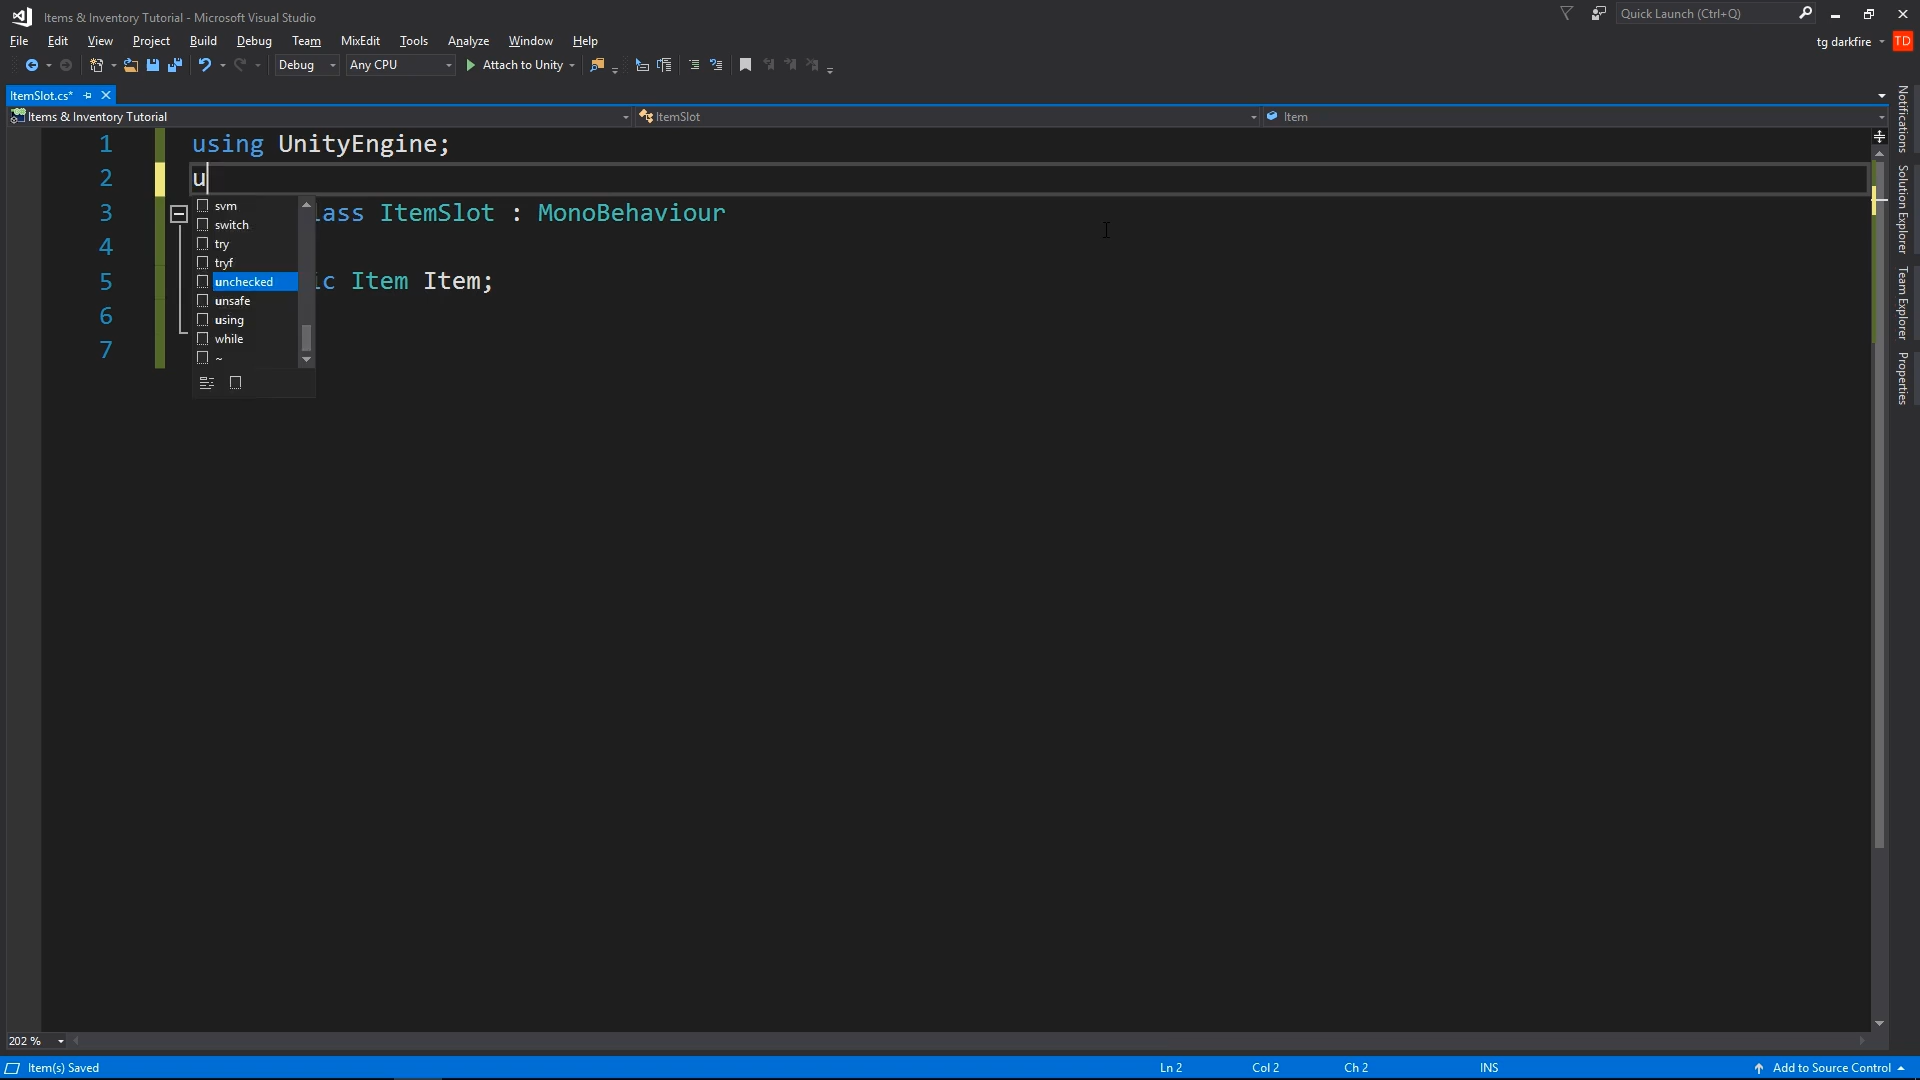 Items & Inventory Tutorial - Microsoft Visual Studio
Quick Launch (Ctrl+Q)
File Edit View Project Build Debug Team MixEdit Tools Analyze Window Help
tg darkfire TD
Debug Any CPU Attach to Unity
ItemSlot.cs*
Items & Inventory Tutorial ItemSlot Item
1 using UnityEngine;
2 u
3 lass ItemSlot : MonoBehaviour
4
5 ic Item Item;
6
7
svm
switch
try
tryf
unchecked
unsafe
using
while
~
Notifications
Solution Explorer
Team Explorer
Properties
202 %
Item(s) Saved Ln 2 Col 2 Ch 2 INS Add to Source Control